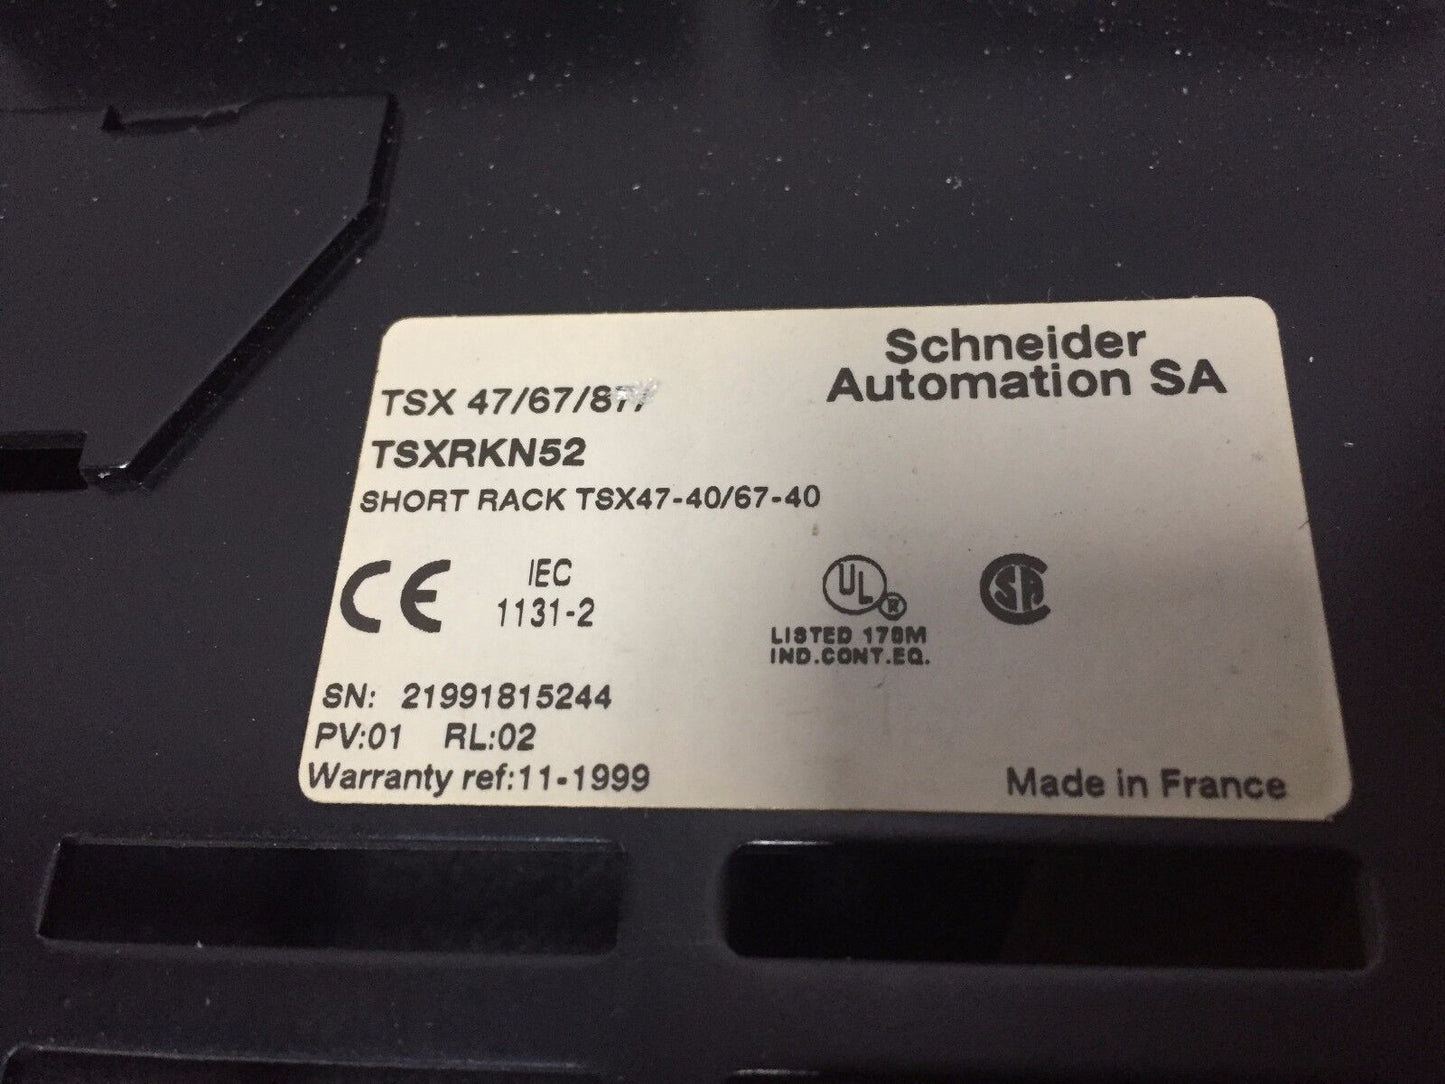 Schneider
Automation SA
TSX 47/67/87/
TSXRKN52
SHORT RACK TSX47-40/67-40
CE
IEC
1131-2
UL
R
LISTED 178M
IND.CONT.EQ.
SA
SN: 21991815244
PV:01 RL:02
Warranty ref:11-1999
Made in France